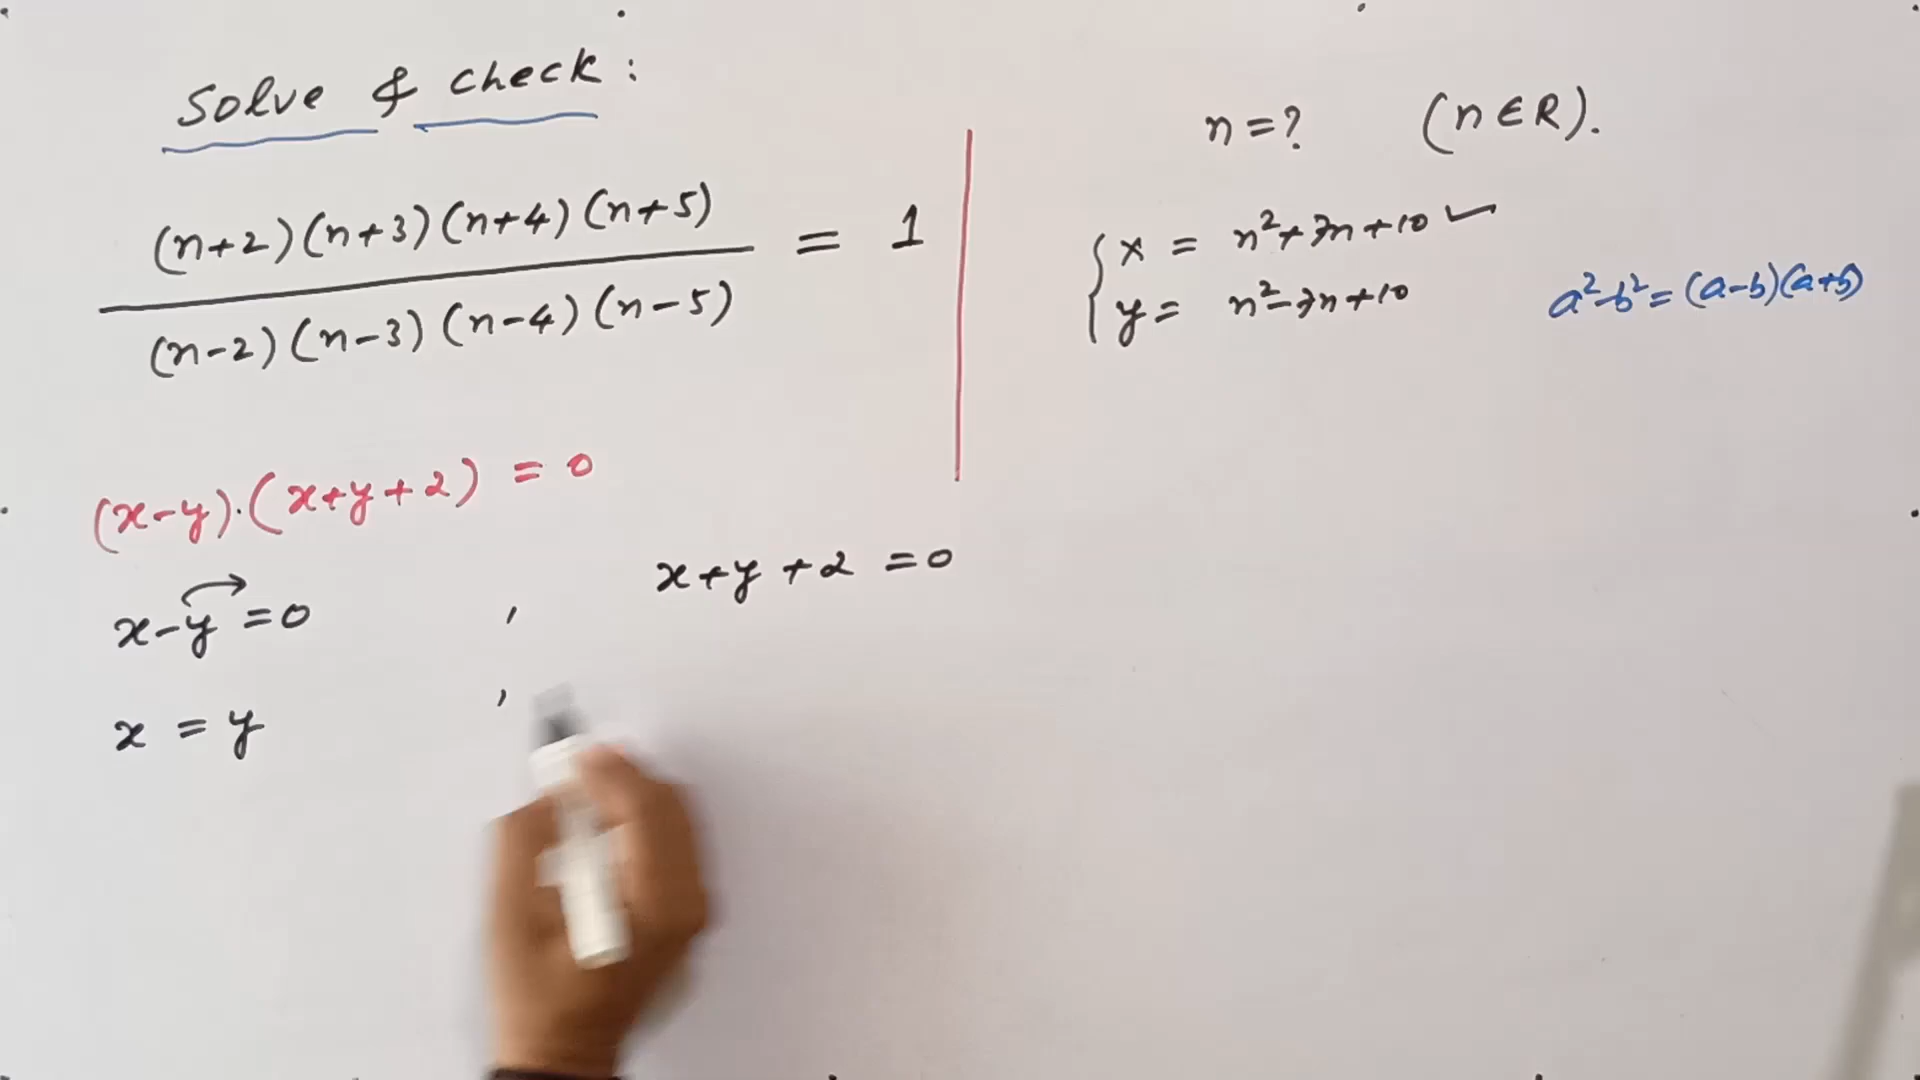 Solve & check:
(n+2)(n+3)(n+4)(n+5)
= 1
(n-2)(n-3)(n-4)(n-5)
(x-y)·(x+y+2) = 0
x-y=0 , x+y+2=0
x = y ,
n=? (n∈R).
x = n²+7n+10
y = n²-7n+10
a²-b²=(a-b)(a+b)